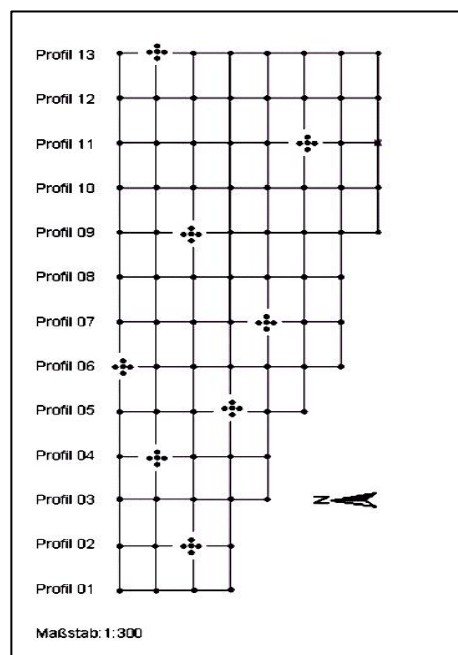 Profil 13
Profil 12
Profil 11
Profil 10
Profil 09
Profil 08
Profil 07
Profil 06
Profil 05
Profil 04
Profil 03
N
Profil 02
Profil 01
Maßstab: 1:300